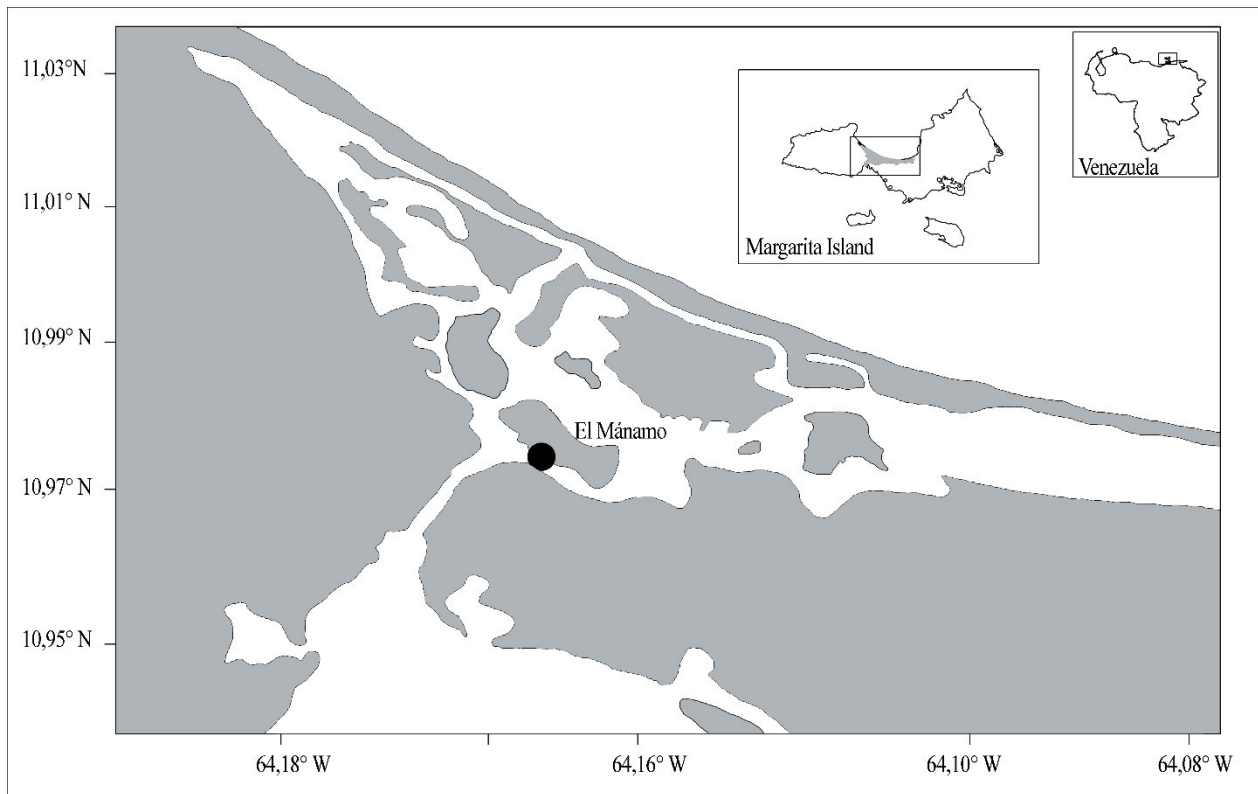 11,03°N
11,01° N
10,99° N
10,97° N
10,95° N
64,18° W
64,16° W
64,10° W
64,08° W
El Mánamo
Margarita Island
Venezuela